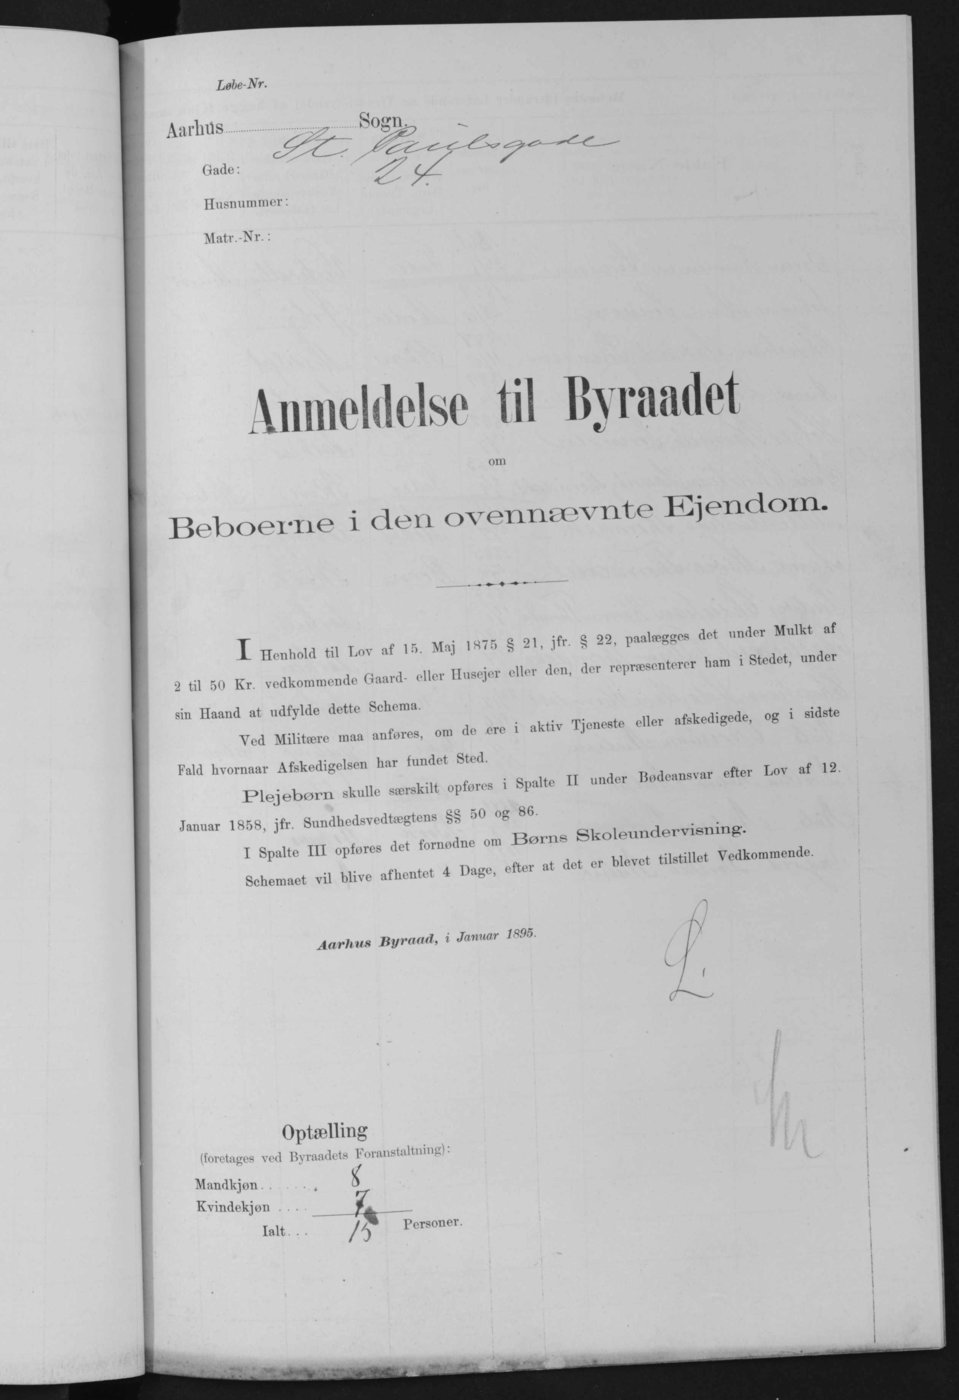 Løbe-Nr.
Aarhus Sogn.
Gade: St. Paulsgade
Husnummer: 24.
Matr.-Nr.:
Anmeldelse til Byraadet
om
Beboerne i den ovennævnte Ejendom.
I Henhold til Lov af 15. Maj 1875 § 21, jfr. § 22, paalægges det under Mulkt af
2 til 50 Kr. vedkommende Gaard- eller Husejer eller den, der repræsenterer ham i Stedet, under
sin Haand at udfylde dette Schema.
Ved Militære maa anføres, om de ere i aktiv Tjeneste eller afskedigede, og i sidste
Fald hvornaar Afskedigelsen har fundet Sted.
Plejebørn skulle særskilt opføres i Spalte II under Bødeansvar efter Lov af 12.
Januar 1858, jfr. Sundhedsvedtægtens §§ 50 og 86.
I Spalte III opføres det fornødne om Børns Skoleundervisning.
Schemaet vil blive afhentet 4 Dage, efter at det er blevet tilstillet Vedkommende.
Aarhus Byraad, i Januar 1895.
L.
Optælling
(foretages ved Byraadets Foranstaltning):
Mandkjøn....... 8
Kvindekjøn .... 7
Ialt... 15 Personer.